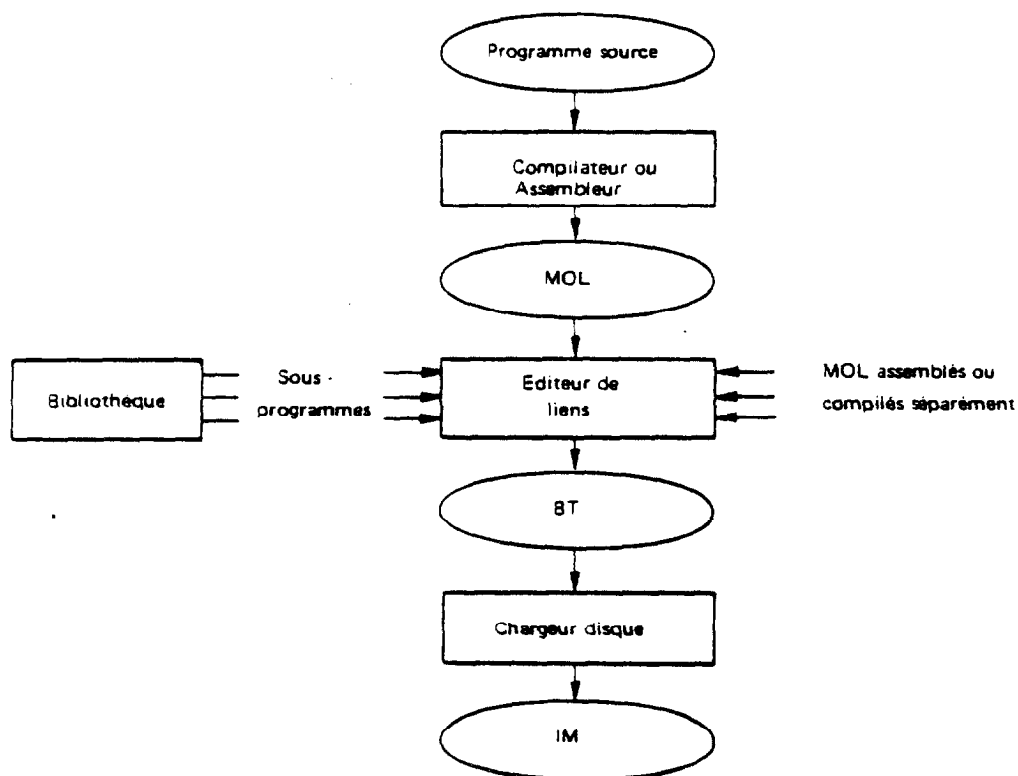 Programme source
Compilateur ou
Assembleur
MOL
Bibliothèque
Sous -
programmes
Editeur de
liens
MOL assemblés ou
compilés séparément
BT
Chargeur disque
IM